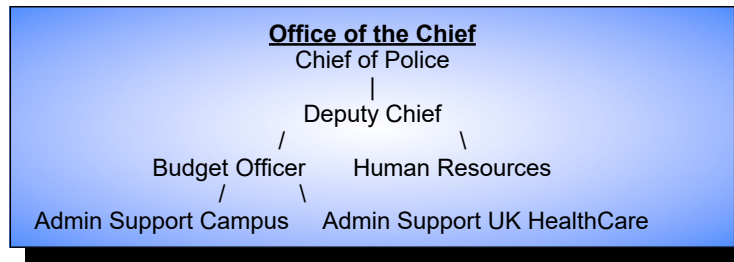 Office of the Chief
Chief of Police
|
Deputy Chief
/ \
Budget Officer Human Resources
/ \
Admin Support Campus Admin Support UK HealthCare